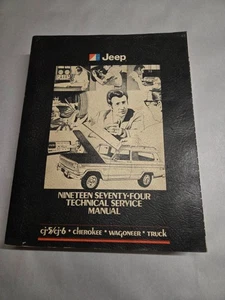 Jeep
NINETEEN SEVENTY-FOUR
TECHNICAL SERVICE
MANUAL
cj-5/cj-6 • cherokee • wagoneer • truck